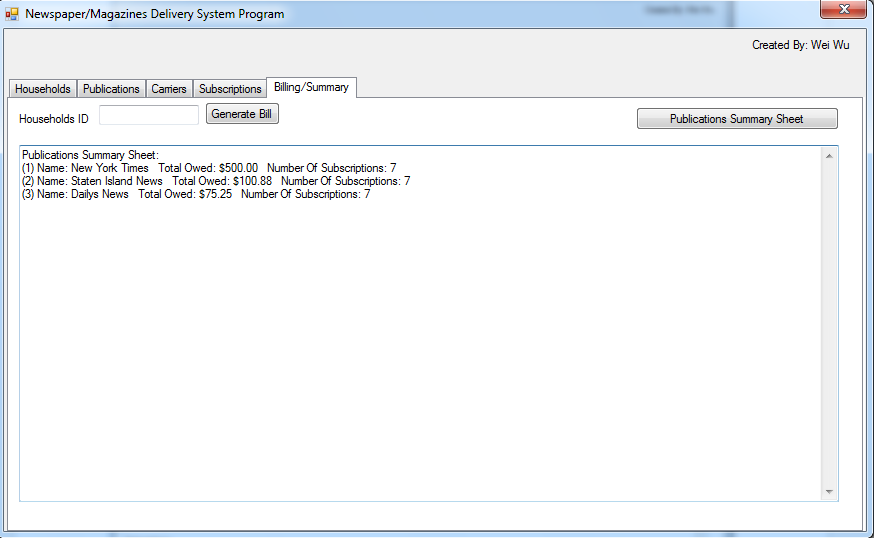 Newspaper/Magazines Delivery System Program
Created By: Wei Wu
Households Publications Carriers Subscriptions Billing/Summary
Households ID Generate Bill Publications Summary Sheet
Publications Summary Sheet:
(1) Name: New York Times Total Owed: $500.00 Number Of Subscriptions: 7
(2) Name: Staten Island News Total Owed: $100.88 Number Of Subscriptions: 7
(3) Name: Dailys News Total Owed: $75.25 Number Of Subscriptions: 7